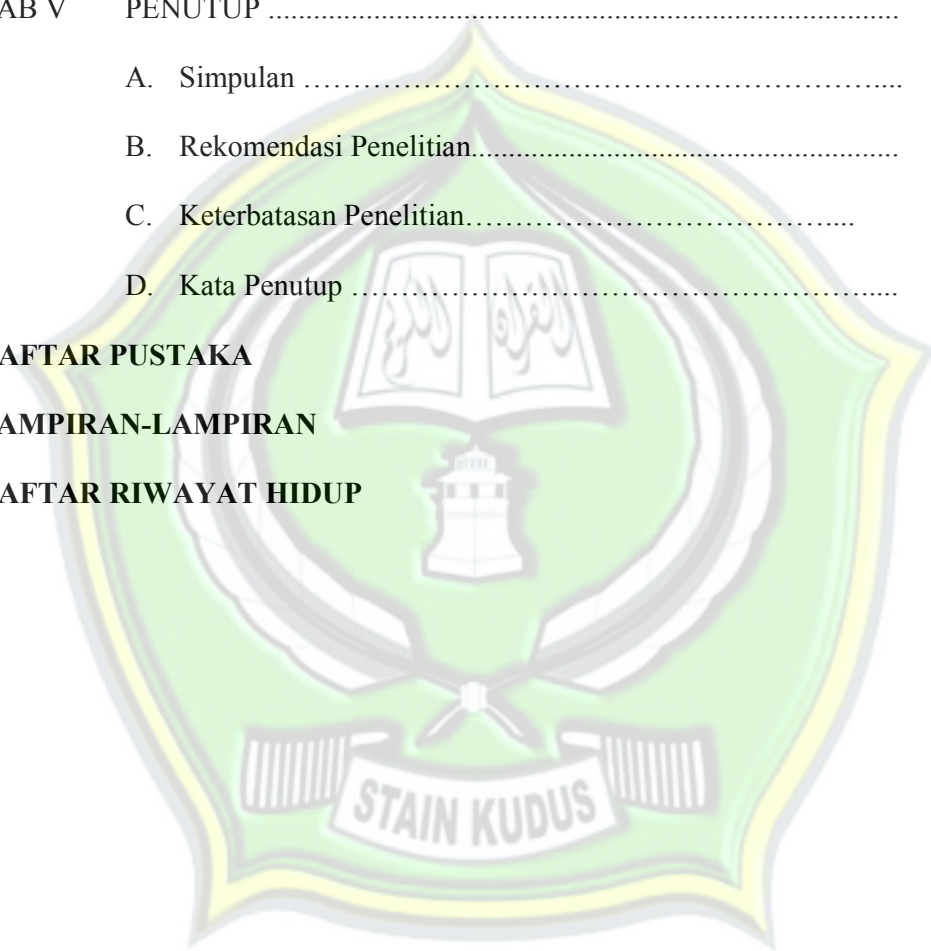 AB V PENUTUP ....................................................................................
A. Simpulan …………………………………………………....
B. Rekomendasi Penelitian.........................................................
C. Keterbatasan Penelitian………………………………....
D. Kata Penutup ……………………………………………....
AFTAR PUSTAKA
AMPIRAN-LAMPIRAN
AFTAR RIWAYAT HIDUP
STAIN KUDUS